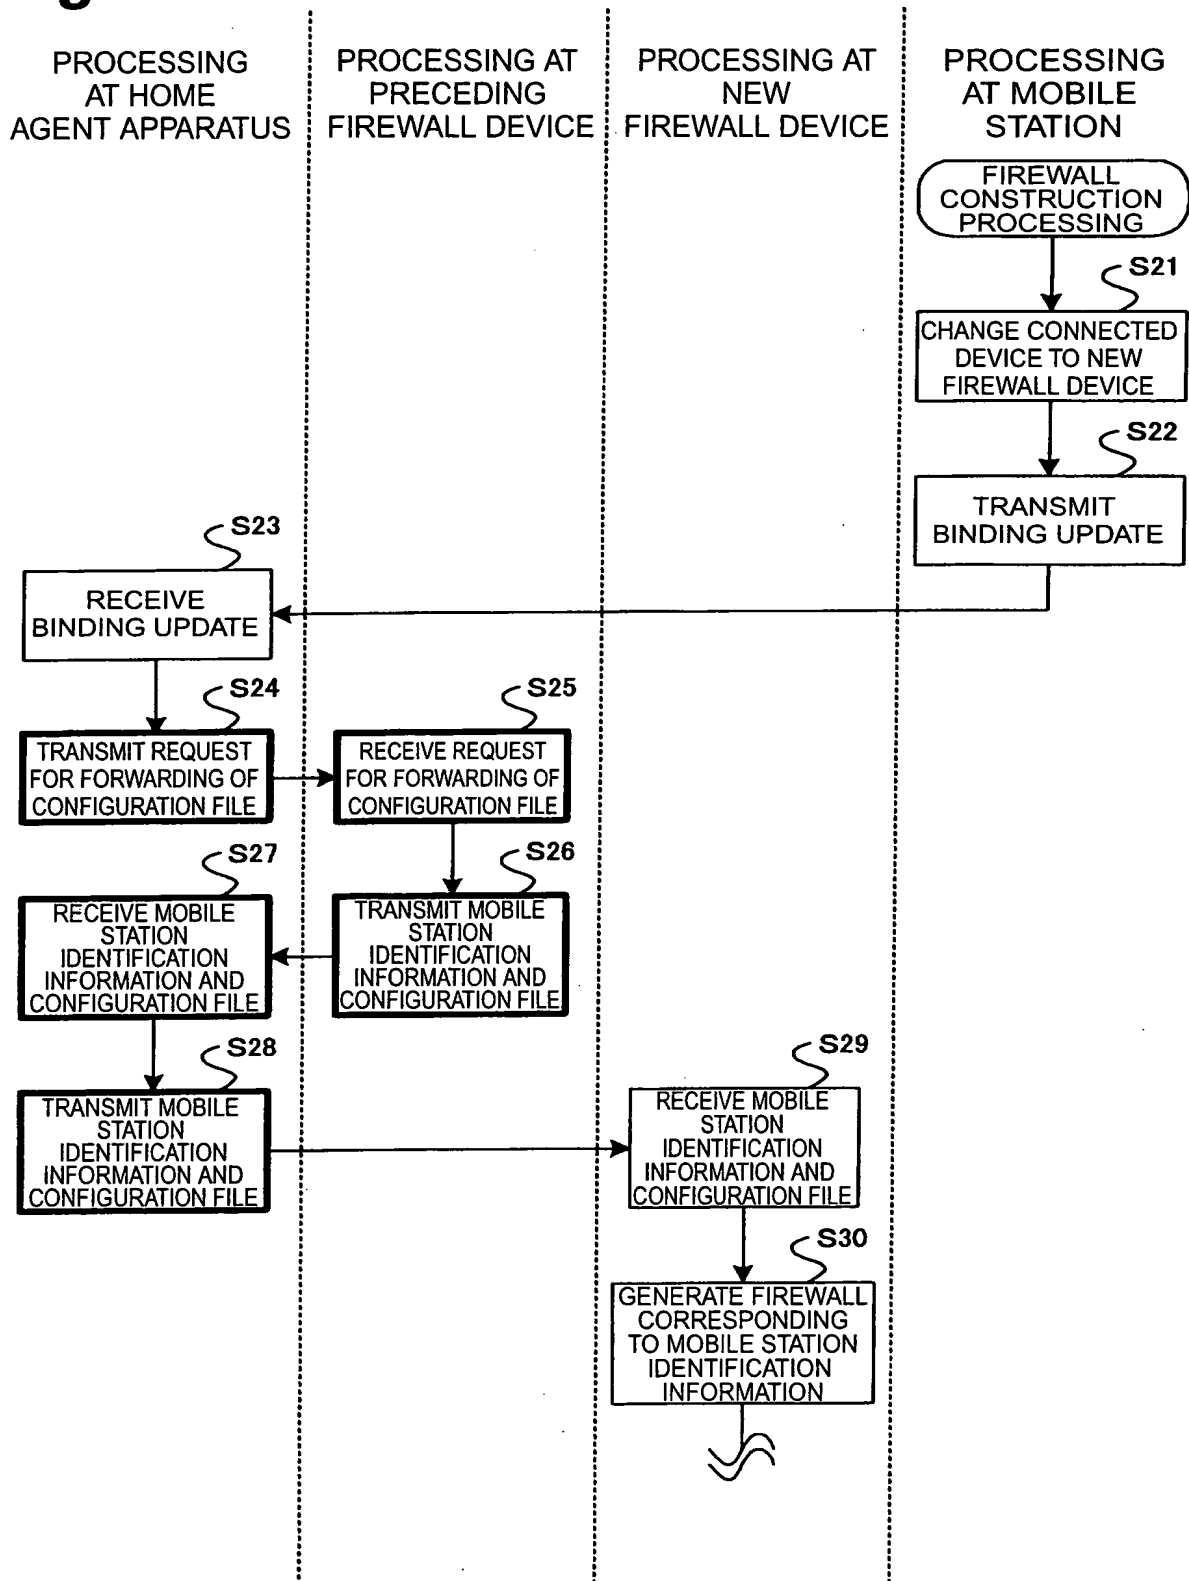 PROCESSING
AT HOME
AGENT APPARATUS
PROCESSING AT
PRECEDING
FIREWALL DEVICE
PROCESSING AT
NEW
FIREWALL DEVICE
PROCESSING
AT MOBILE
STATION
FIREWALL
CONSTRUCTION
PROCESSING
S21
CHANGE CONNECTED
DEVICE TO NEW
FIREWALL DEVICE
S22
TRANSMIT
BINDING UPDATE
S23
RECEIVE
BINDING UPDATE
S24
TRANSMIT REQUEST
FOR FORWARDING OF
CONFIGURATION FILE
S25
RECEIVE REQUEST
FOR FORWARDING OF
CONFIGURATION FILE
S26
TRANSMIT MOBILE
STATION
IDENTIFICATION
INFORMATION AND
CONFIGURATION FILE
S27
RECEIVE MOBILE
STATION
IDENTIFICATION
INFORMATION AND
CONFIGURATION FILE
S28
TRANSMIT MOBILE
STATION
IDENTIFICATION
INFORMATION AND
CONFIGURATION FILE
S29
RECEIVE MOBILE
STATION
IDENTIFICATION
INFORMATION AND
CONFIGURATION FILE
S30
GENERATE FIREWALL
CORRESPONDING
TO MOBILE STATION
IDENTIFICATION
INFORMATION